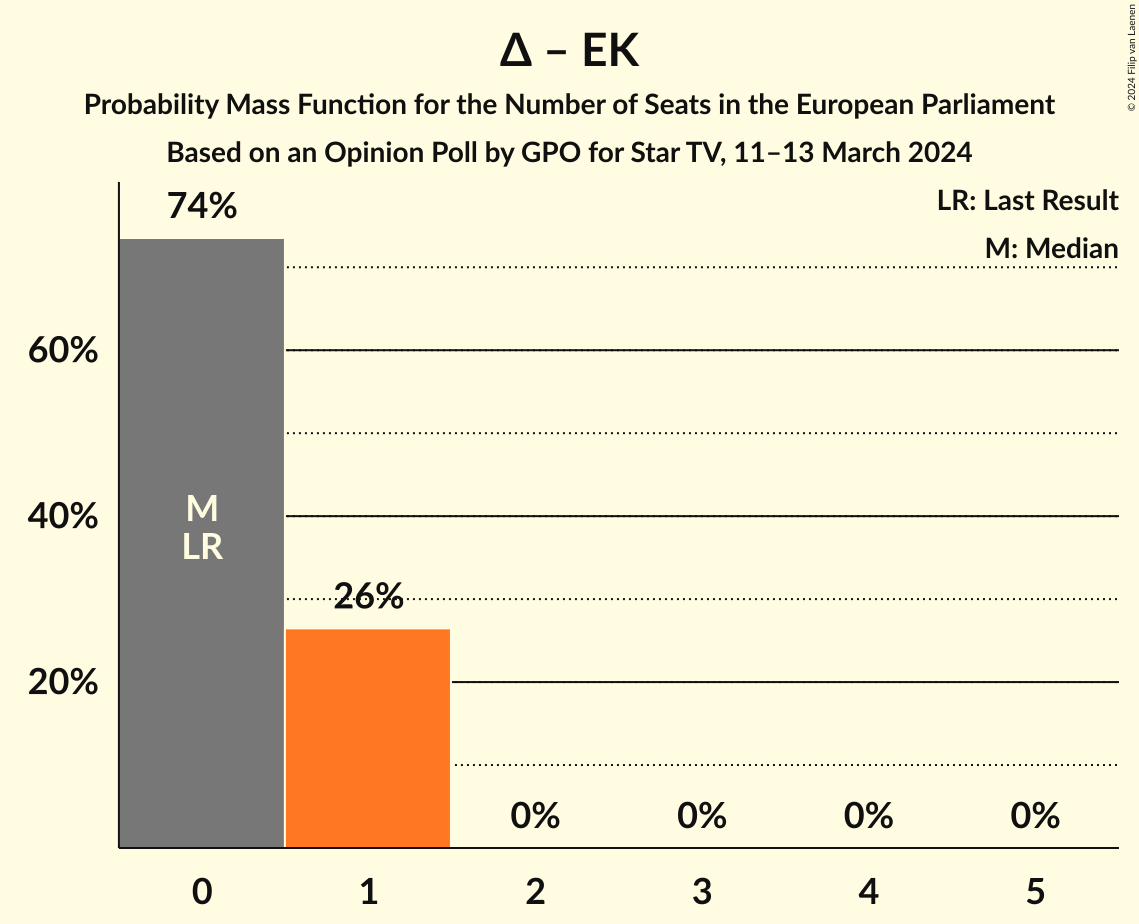 Δ – EK
Probability Mass Function for the Number of Seats in the European Parliament
Based on an Opinion Poll by GPO for Star TV, 11–13 March 2024
© 2024 Filip van Laenen
LR: Last Result
M: Median
74%
60%
40%
20%
M
LR
26%
0%
0%
0%
0%
0
1
2
3
4
5